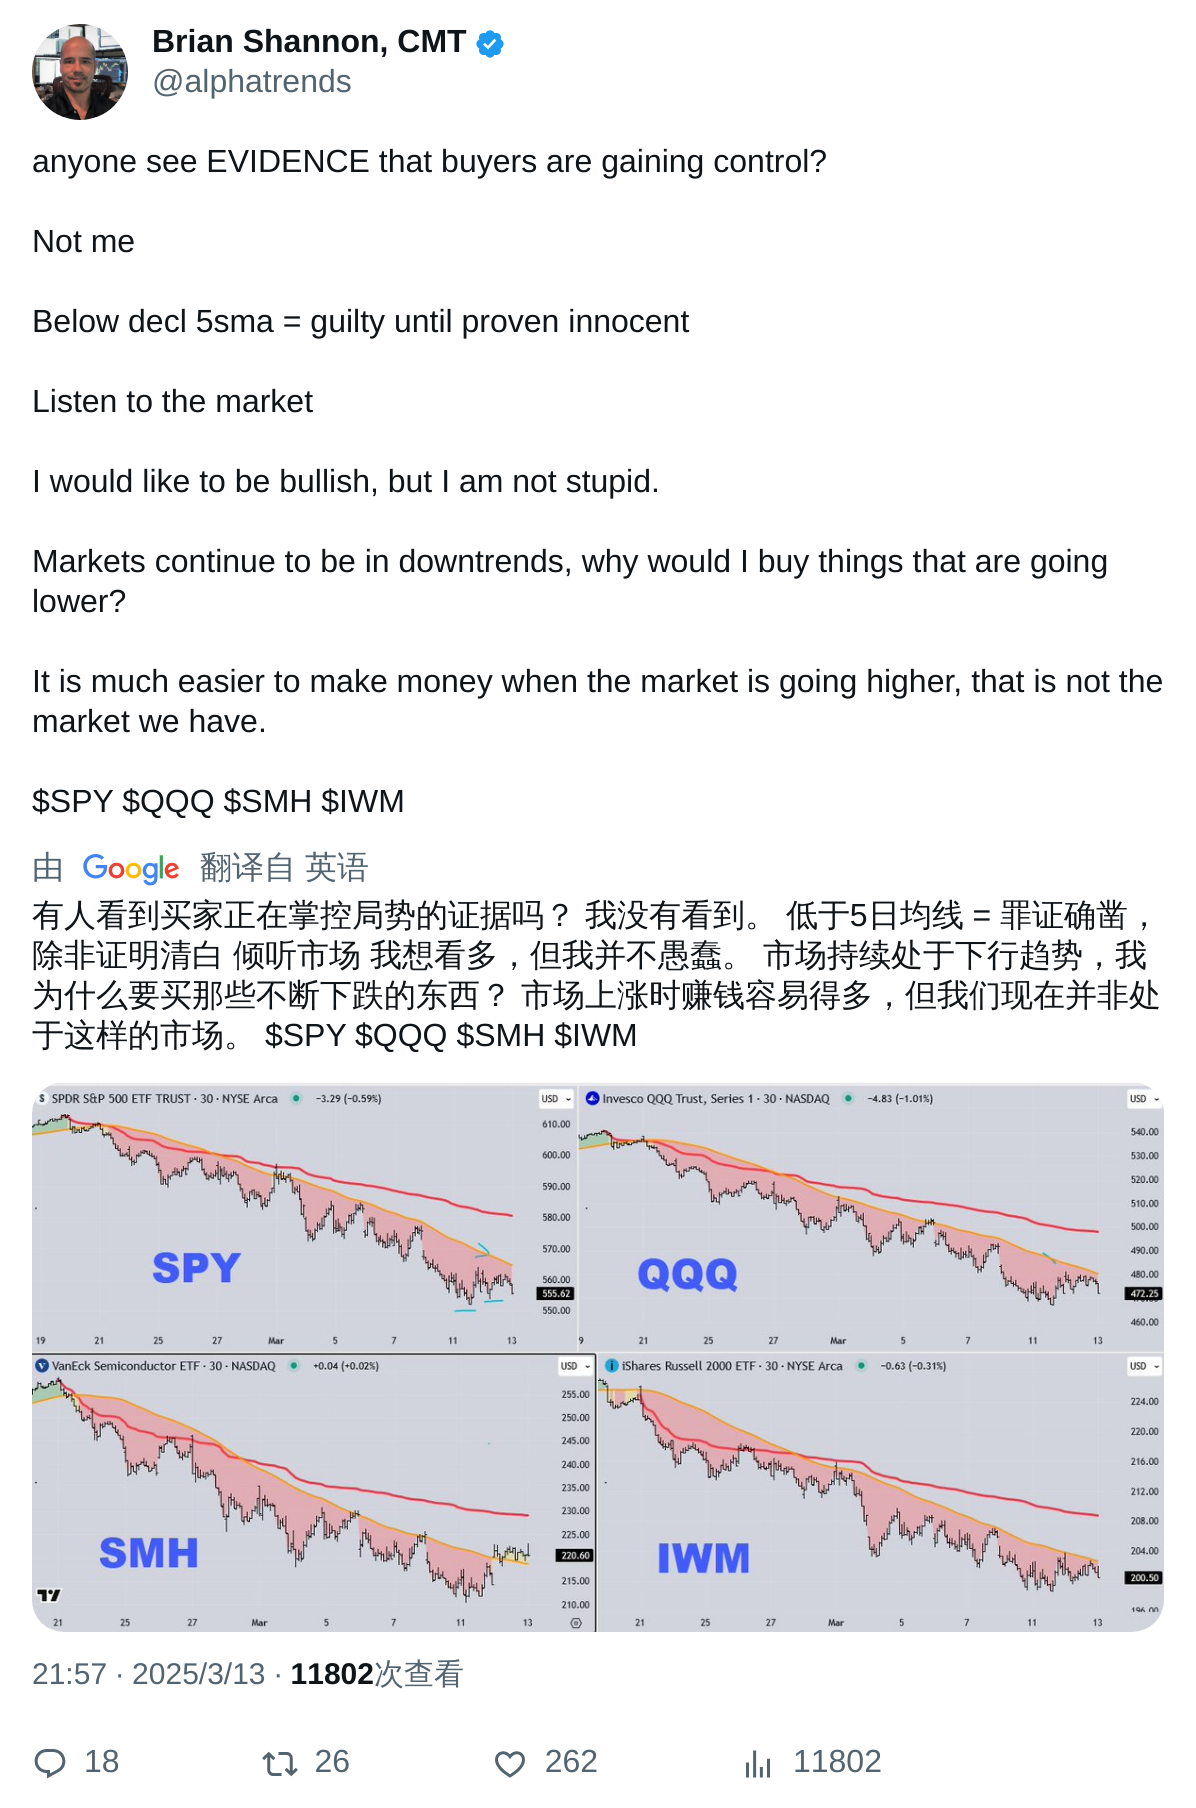 Brian Shannon, CMT
@alphatrends
anyone see EVIDENCE that buyers are gaining control?
Not me
Below decl 5sma = guilty until proven innocent
Listen to the market
I would like to be bullish, but I am not stupid.
Markets continue to be in downtrends, why would I buy things that are going
lower?
It is much easier to make money when the market is going higher, that is not the
market we have.
$SPY $QQQ $SMH $IWM
由 Google 翻译自 英语
有人看到买家正在掌控局势的证据吗？ 我没有看到。 低于5日均线 = 罪证确凿，
除非证明清白 倾听市场 我想看多，但我并不愚蠢。 市场持续处于下行趋势，我
为什么要买那些不断下跌的东西？ 市场上涨时赚钱容易得多，但我们现在并非处
于这样的市场。 $SPY $QQQ $SMH $IWM
$ SPDR S&P 500 ETF TRUST · 30 · NYSE Arca −3.29 (−0.59%) USD
610.00
600.00
590.00
580.00
570.00
560.00
555.62
550.00
SPY
19 21 25 27 Mar 5 7 11 13
Invesco QQQ Trust, Series 1 · 30 · NASDAQ −4.83 (−1.01%) USD
540.00
530.00
520.00
510.00
500.00
490.00
480.00
472.25
460.00
QQQ
9 21 25 27 Mar 5 7 11 13
V VanEck Semiconductor ETF · 30 · NASDAQ +0.04 (+0.02%) USD
255.00
250.00
245.00
240.00
235.00
230.00
225.00
220.60
215.00
210.00
SMH
21 25 27 Mar 5 7 11 13
i iShares Russell 2000 ETF · 30 · NYSE Arca −0.63 (−0.31%) USD
224.00
220.00
216.00
212.00
208.00
204.00
200.50
196.00
IWM
21 25 27 Mar 5 7 11 13
21:57 · 2025/3/13 · 11802次查看
18 26 262 11802